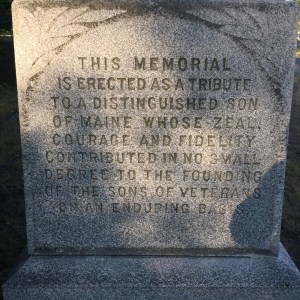 THIS MEMORIAL
IS ERECTED AS A TRIBUTE
TO A DISTINGUISHED SON
OF MAINE WHOSE ZEAL,
COURAGE AND FIDELITY
CONTRIBUTED IN NO SMALL
DEGREE TO THE FOUNDING
OF THE SONS OF VETERANS
ON AN ENDURING BASIS